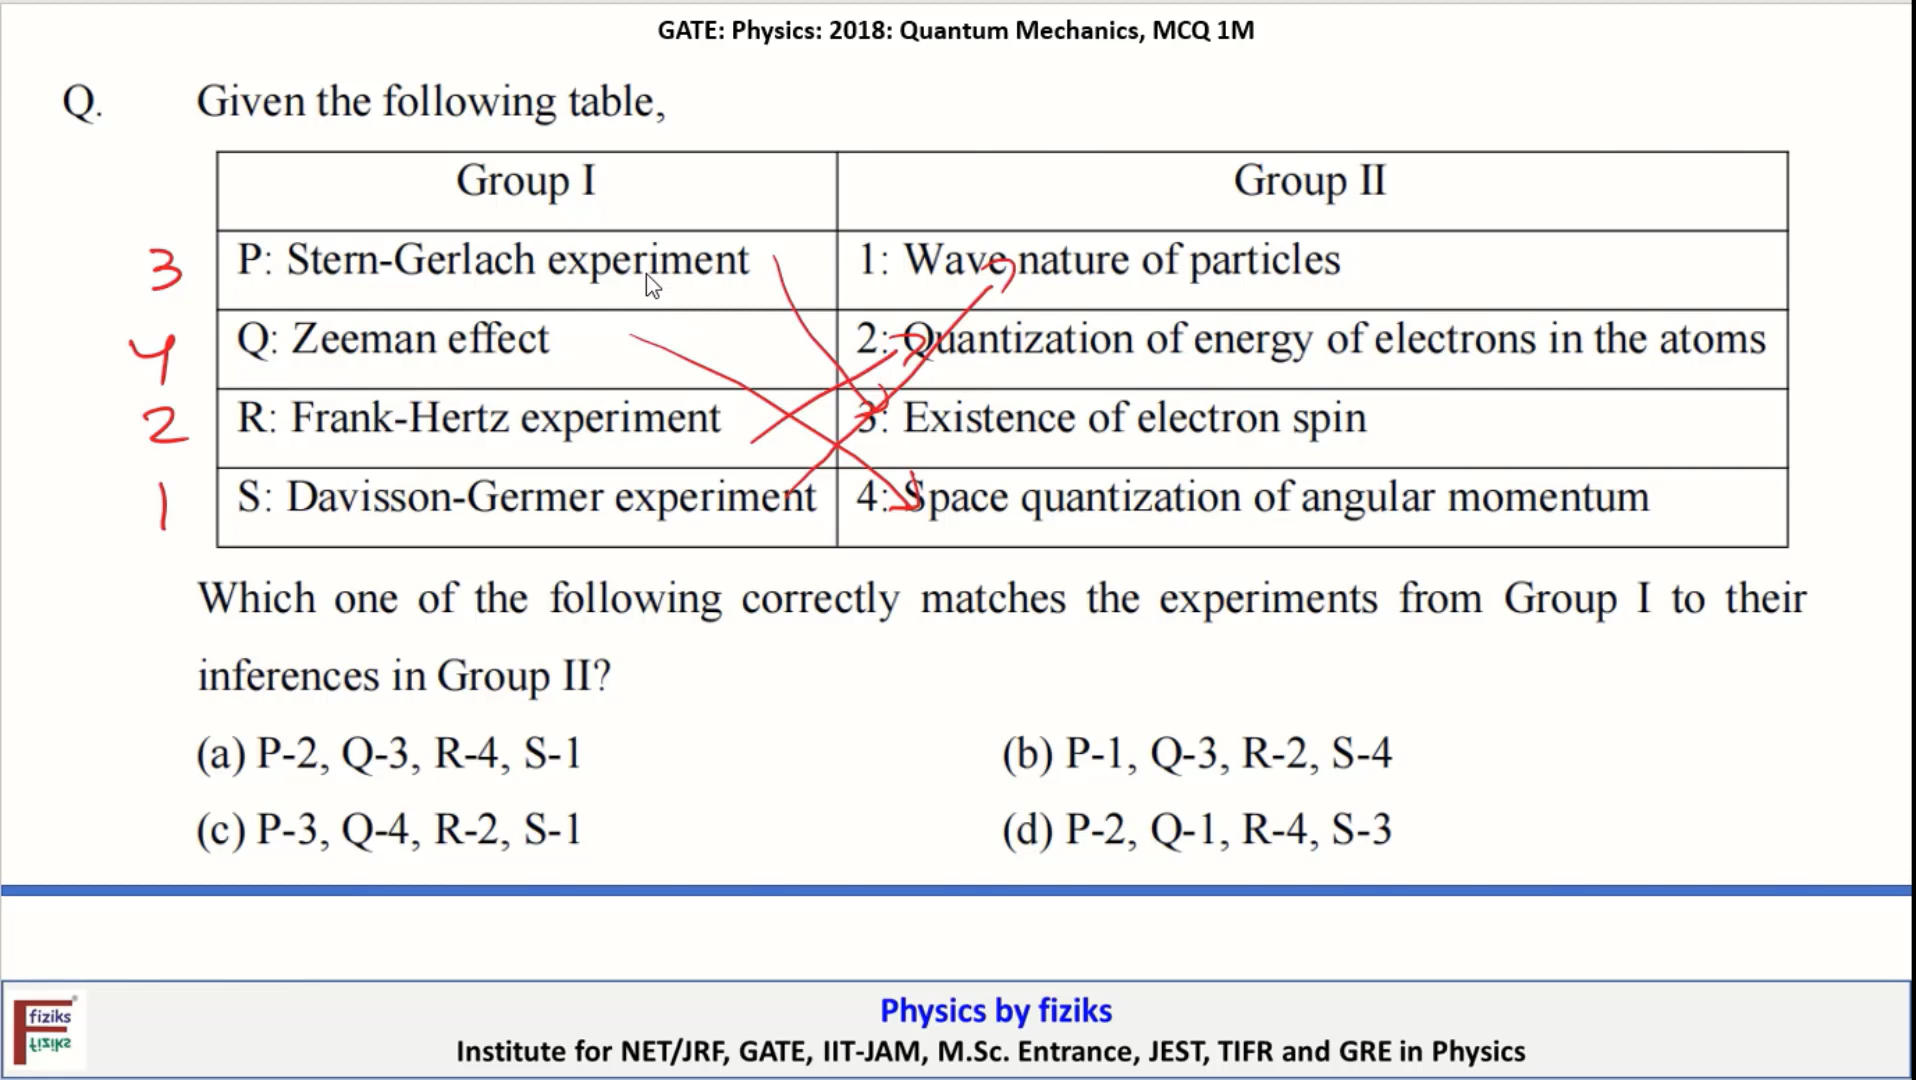 GATE: Physics: 2018: Quantum Mechanics, MCQ 1M
Q. Given the following table,
Group I Group II
3 P: Stern-Gerlach experiment 1: Wave nature of particles
4 Q: Zeeman effect 2: Quantization of energy of electrons in the atoms
2 R: Frank-Hertz experiment 3: Existence of electron spin
1 S: Davisson-Germer experiment 4: Space quantization of angular momentum
Which one of the following correctly matches the experiments from Group I to their
inferences in Group II?
(a) P-2, Q-3, R-4, S-1 (b) P-1, Q-3, R-2, S-4
(c) P-3, Q-4, R-2, S-1 (d) P-2, Q-1, R-4, S-3
fiziks
fiziks
Physics by fiziks
Institute for NET/JRF, GATE, IIT-JAM, M.Sc. Entrance, JEST, TIFR and GRE in Physics